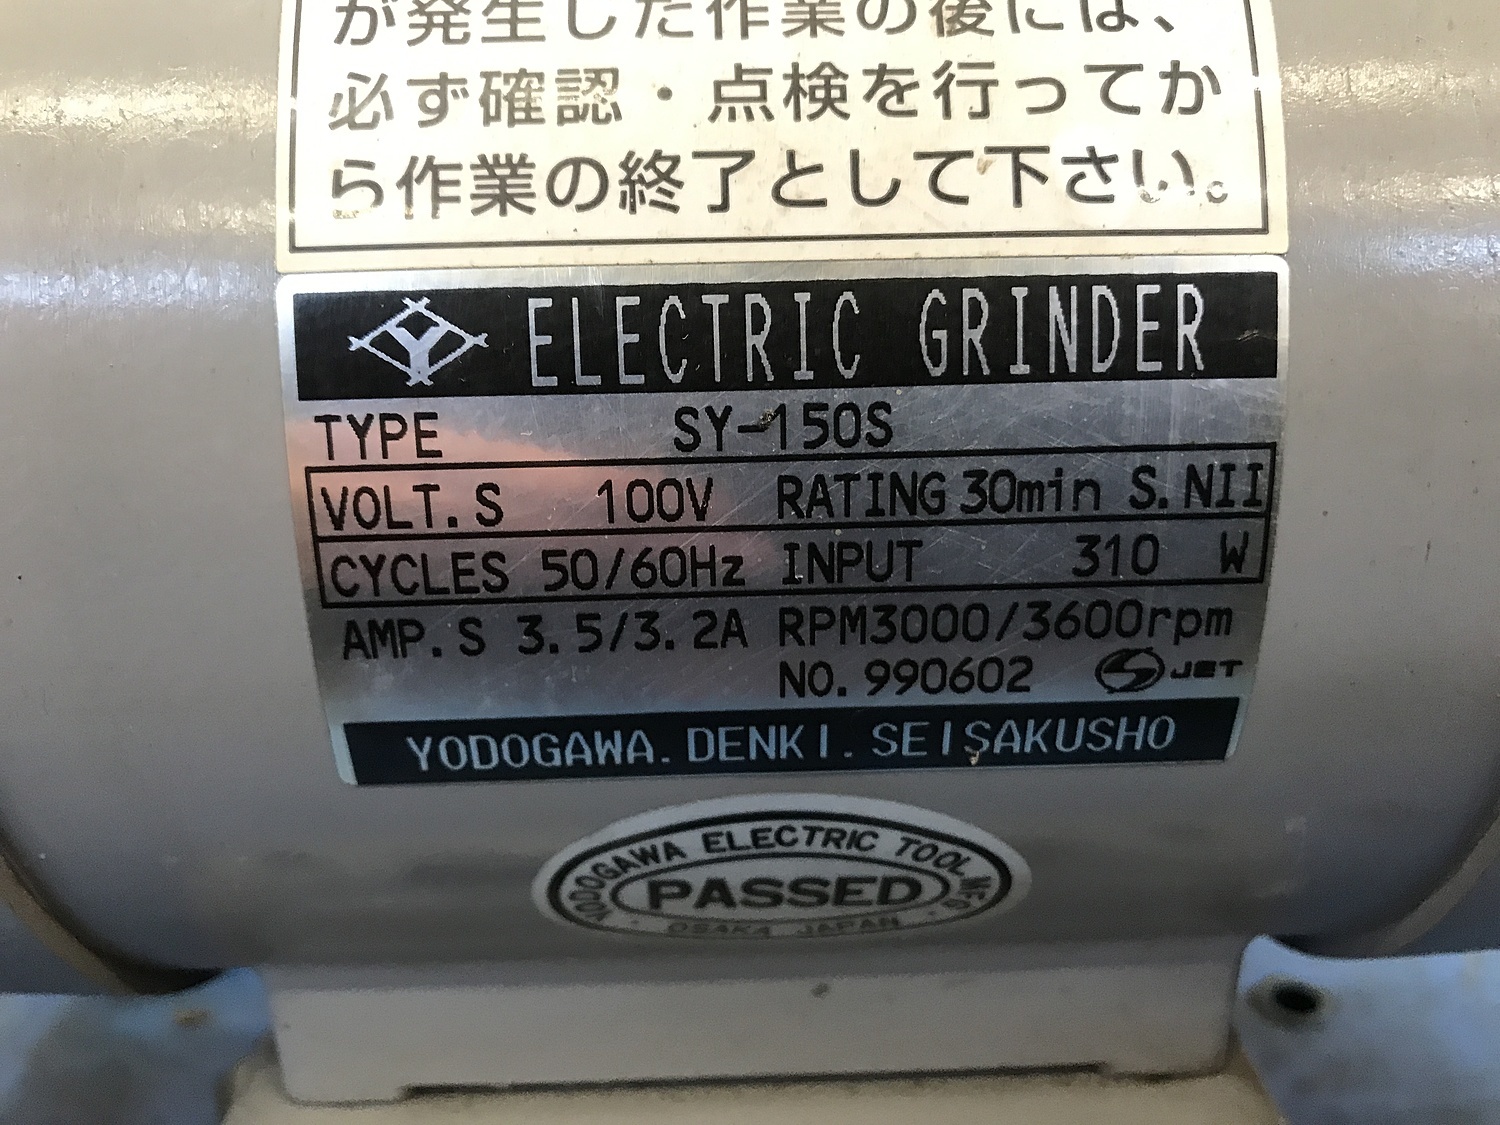 が発生した作業の後には、
必ず確認・点検を行ってか
ら作業の終了として下さい。
Y ELECTRIC GRINDER
TYPE SY-150S
VOLT.S 100V RATING 30min S.NII
CYCLES 50/60Hz INPUT 310 W
AMP.S 3.5/3.2A RPM3000/3600rpm
NO.990602 JET
YODOGAWA.DENKI.SEISAKUSHO
YODOGAWA ELECTRIC TOOL MFG
PASSED
OSAKA JAPAN